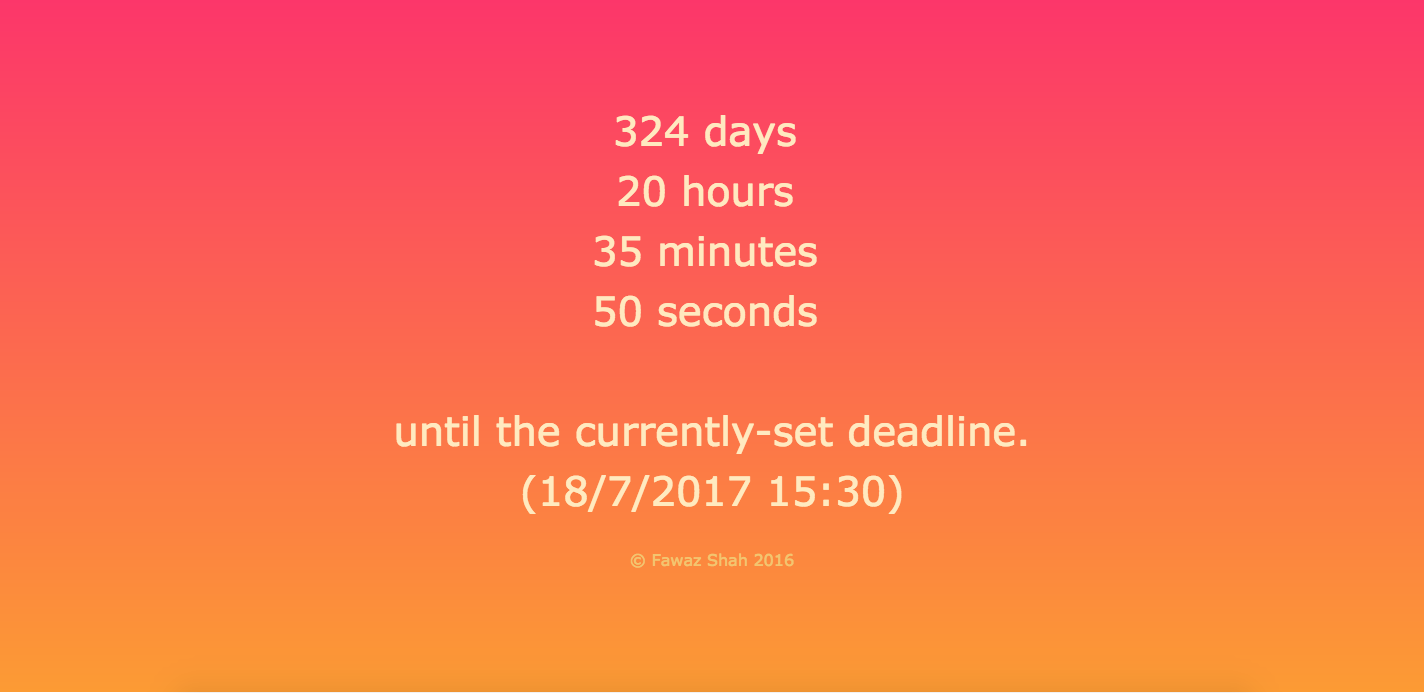 324 days
20 hours
35 minutes
50 seconds
until the currently-set deadline.
(18/7/2017 15:30)
© Fawaz Shah 2016